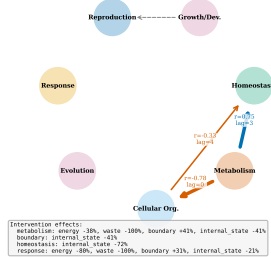 Reproduction
Growth/Dev.
Response
Homeostas
r=0.75
lag=3
r=-0.33
lag=4
Evolution
Metabolism
r=-0.70
lag=0
Cellular Org.
Intervention effects:
metabolism: energy -38%, waste -100%, boundary +41%, internal_state -41%
boundary: internal_state -41%
homeostasis: internal_state -72%
response: energy -80%, waste -100%, boundary +31%, internal_state -21%